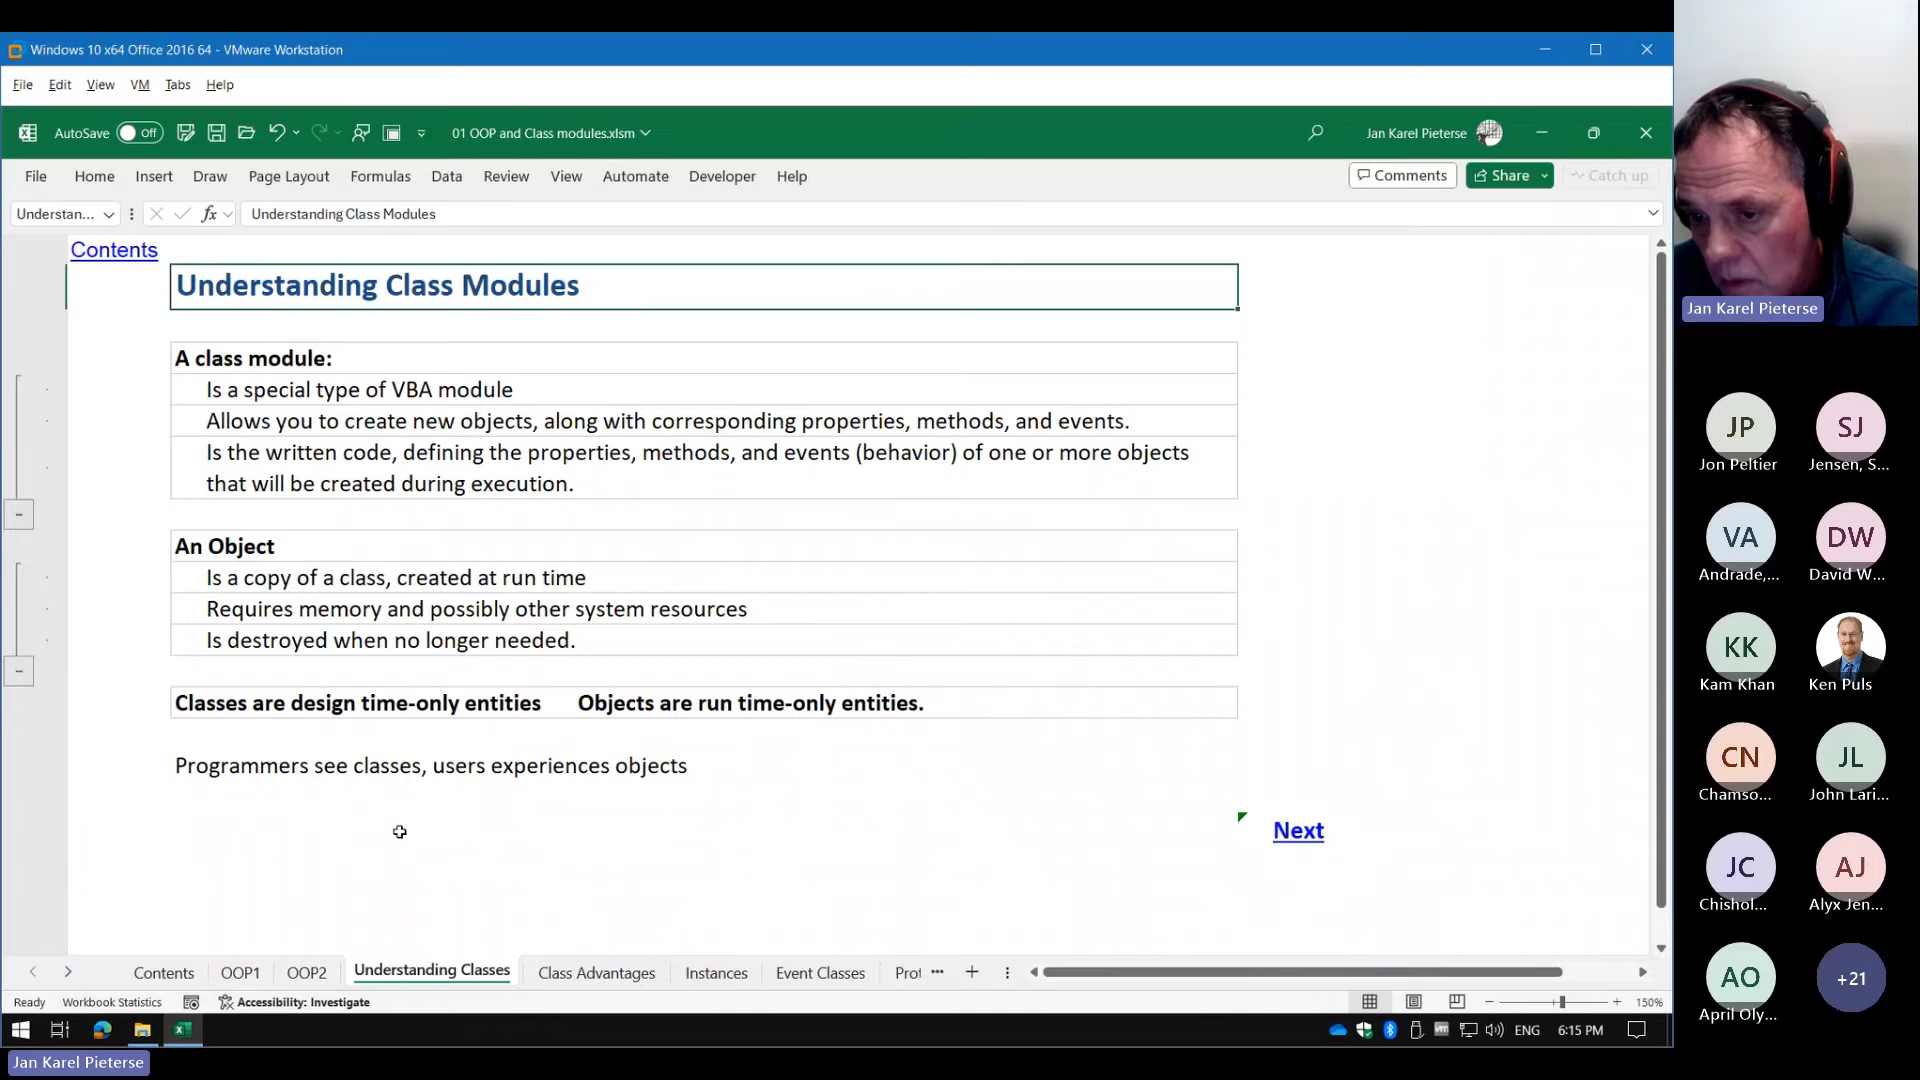 Windows 10 x64 Office 2016 64 - VMware Workstation
File Edit View VM Tabs Help
AutoSave Off 01 OOP and Class modules.xlsm Jan Karel Pieterse
File Home Insert Draw Page Layout Formulas Data Review View Automate Developer Help Comments Share Catch up
Understan... fx Understanding Class Modules
Contents
Understanding Class Modules
A class module:
Is a special type of VBA module
Allows you to create new objects, along with corresponding properties, methods, and events.
Is the written code, defining the properties, methods, and events (behavior) of one or more objects
that will be created during execution.
An Object
Is a copy of a class, created at run time
Requires memory and possibly other system resources
Is destroyed when no longer needed.
Classes are design time-only entities Objects are run time-only entities.
Programmers see classes, users experiences objects
Next
Contents OOP1 OOP2 Understanding Classes Class Advantages Instances Event Classes Prot ...
Ready Workbook Statistics Accessibility: Investigate 150%
ENG 6:15 PM
Jan Karel Pieterse
Jan Karel Pieterse
JP SJ
Jon Peltier Jensen, S...
VA DW
Andrade,... David W...
KK
Kam Khan Ken Puls
CN JL
Chamso... John Lari...
JC AJ
Chishol... Alyx Jen...
AO +21
April Oly...